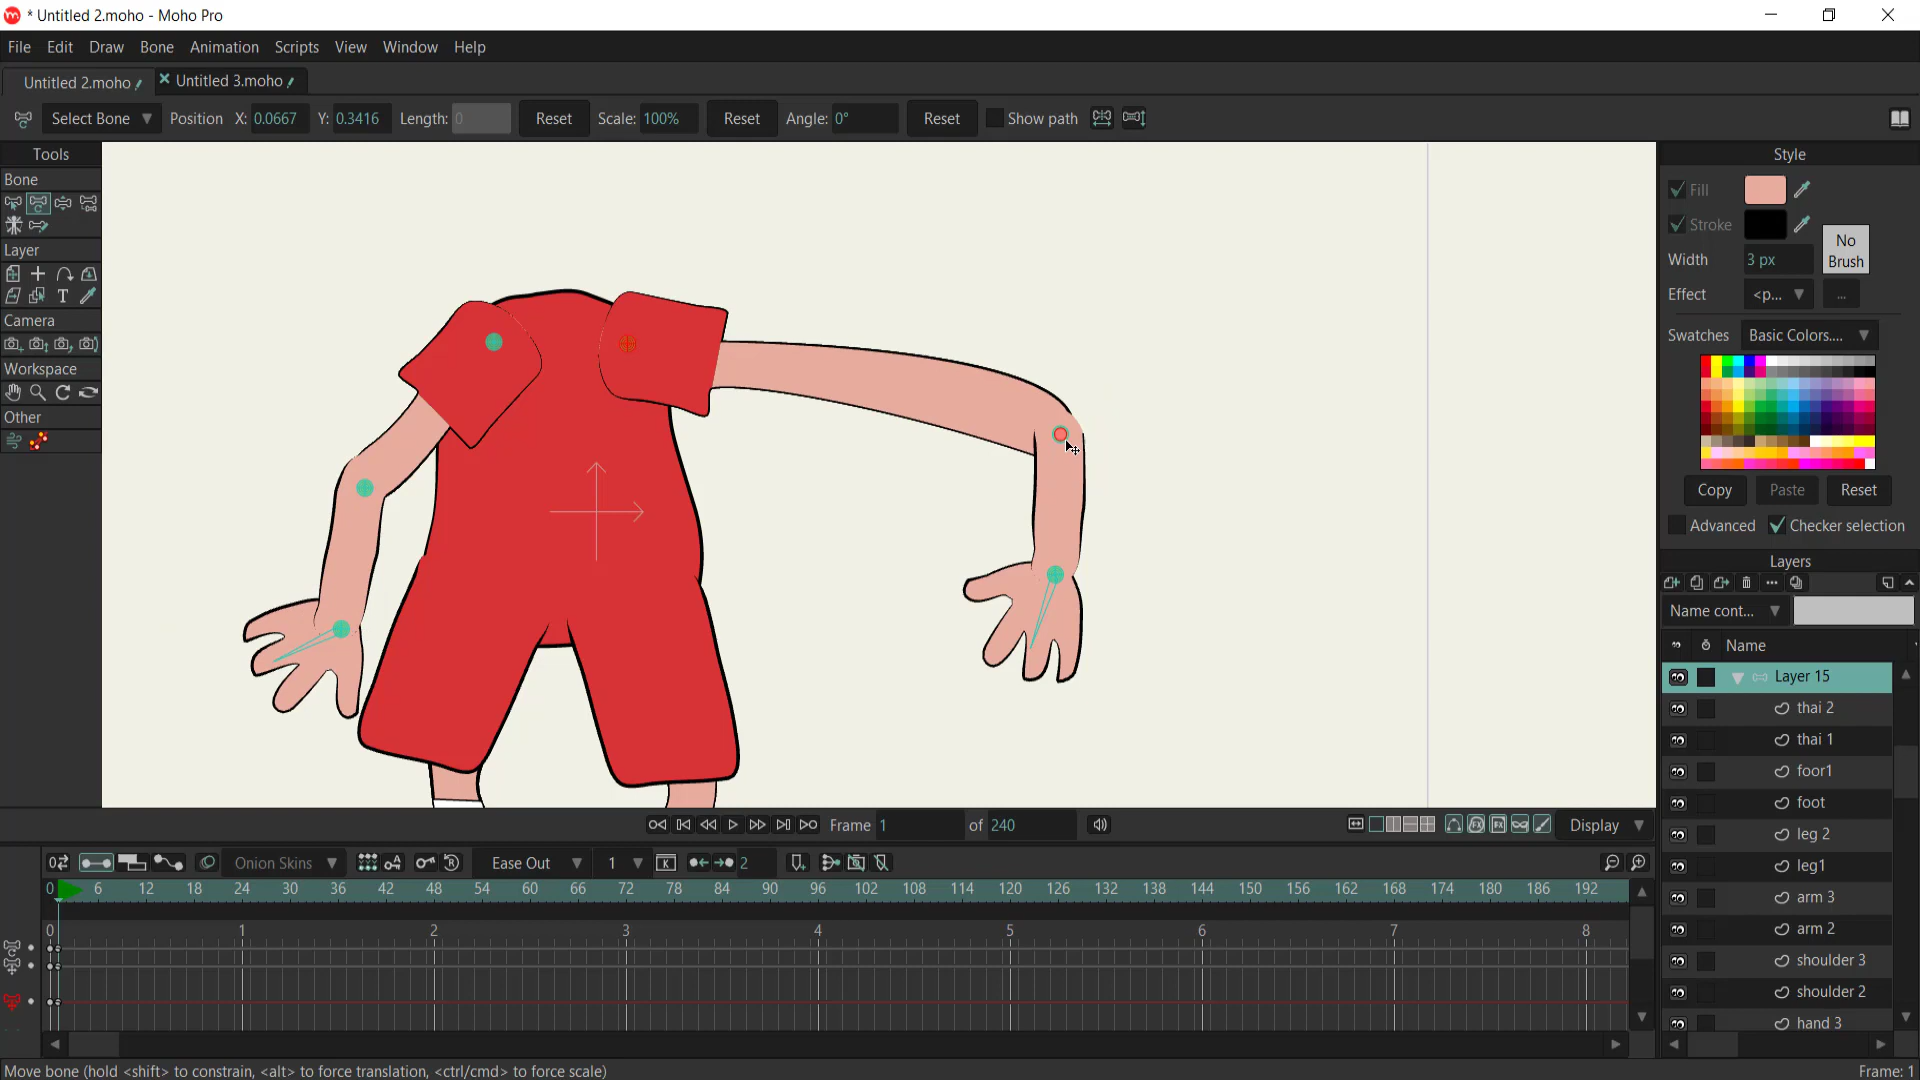 * Untitled 2.moho - Moho Pro
File Edit Draw Bone Animation Scripts View Window Help
Untitled 2.moho Untitled 3.moho
Select Bone Position X: 0.0667 Y: 0.3416 Length: 0 Reset Scale: 100% Reset Angle: 0° Reset Show path
Tools
Bone
Layer
Camera
Workspace
Other
Style
Fill
Stroke
No Brush
Width 3 px
Effect <p... ...
Swatches Basic Colors....
Copy Paste Reset
Advanced Checker selection
Layers
Name cont...
Name
Layer 15
thai 2
thai 1
foor1
foot
leg 2
leg1
arm 3
arm 2
shoulder 3
shoulder 2
hand 3
Frame 1 of 240 Display
Onion Skins Ease Out 1 2
0 6 12 18 24 30 36 42 48 54 60 66 72 78 84 90 96 102 108 114 120 126 132 138 144 150 156 162 168 174 180 186 192
0 1 2 3 4 5 6 7 8
Move bone (hold <shift> to constrain, <alt> to force translation, <ctrl/cmd> to force scale) Frame: 1